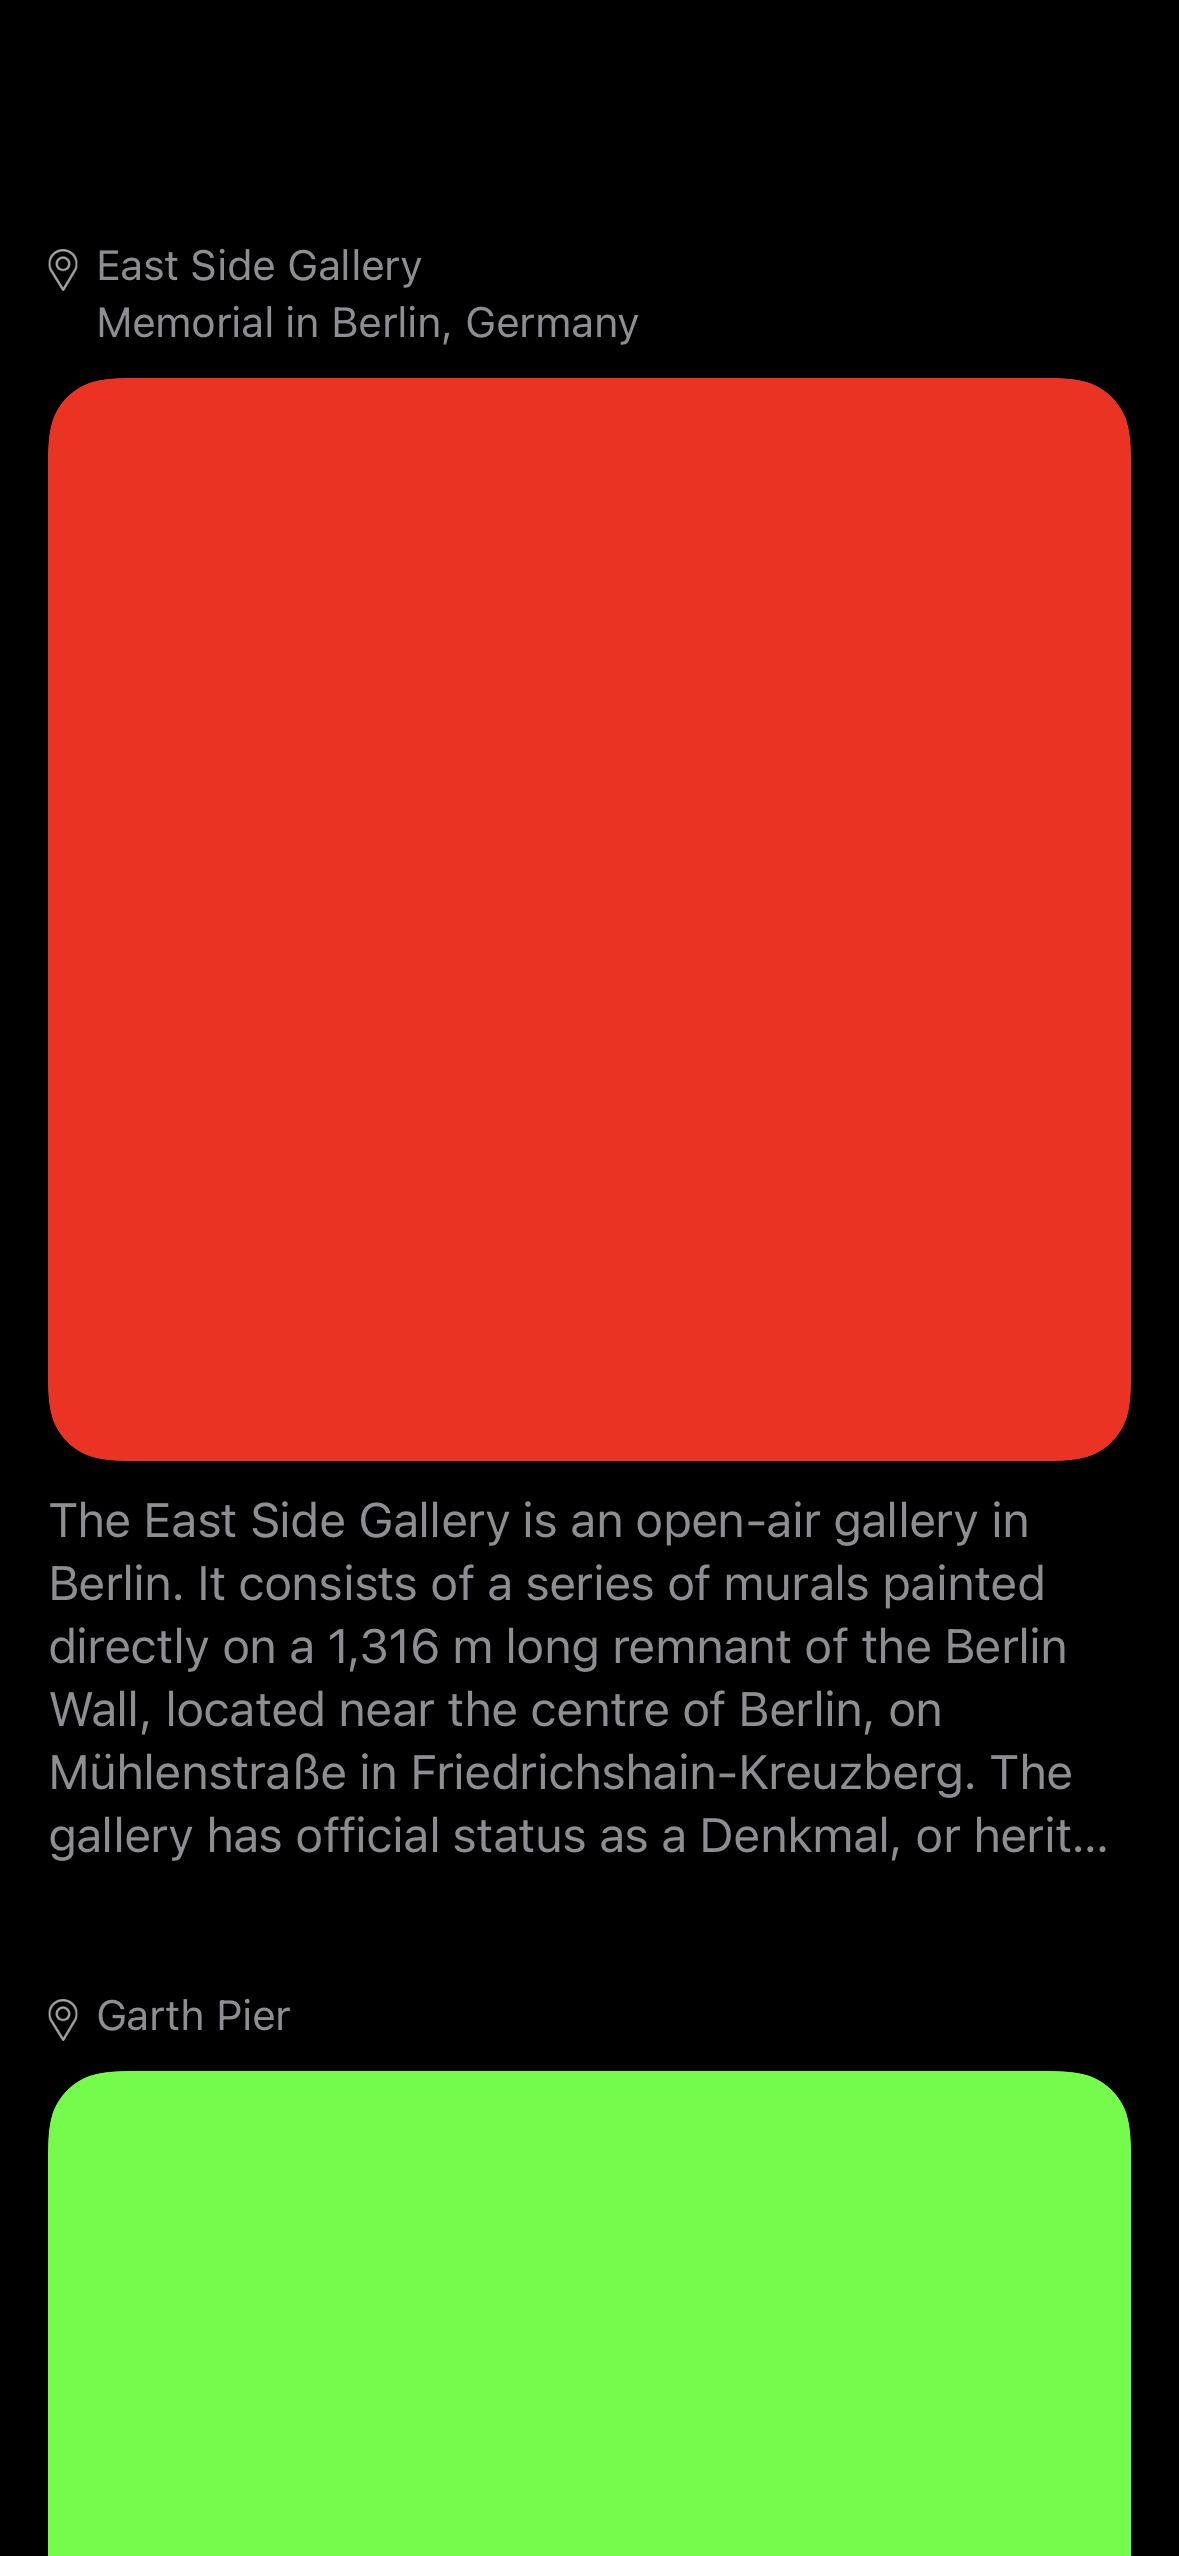 East Side Gallery
Memorial in Berlin, Germany
The East Side Gallery is an open-air gallery in
Berlin. It consists of a series of murals painted
directly on a 1,316 m long remnant of the Berlin
Wall, located near the centre of Berlin, on
Mühlenstraße in Friedrichshain-Kreuzberg. The
gallery has official status as a Denkmal, or herit...
Garth Pier